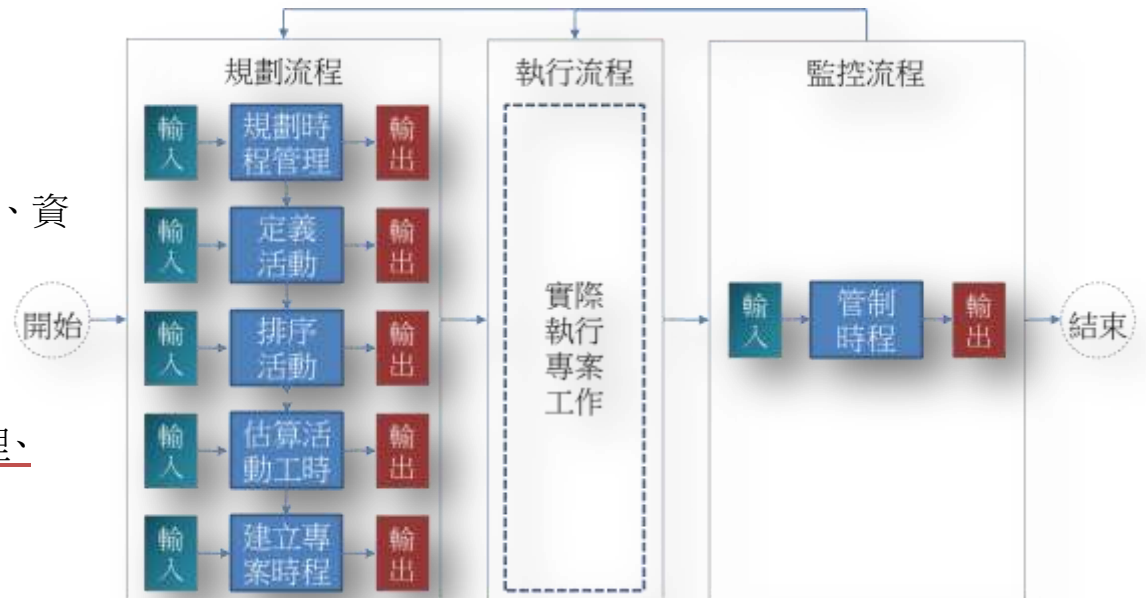 、資
理、
開始
規劃流程
輸
入
規劃時
程管理
輸
出
輸
入
定義
活動
輸
出
輸
入
排序
活動
輸
出
輸
入
估算活
動工時
輸
出
輸
入
建立專
案時程
輸
出
執行流程
實際
執行
專案
工作
監控流程
輸
入
管制
時程
輸
出
結束